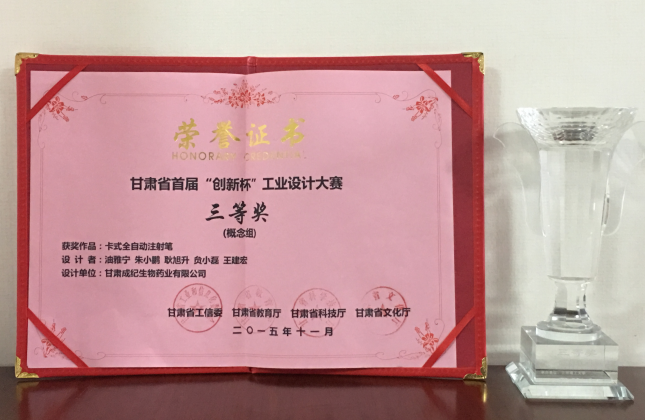 荣誉证书
HONORARY CREDENTIAL
甘肃省首届“创新杯”工业设计大赛
三等奖
(概念组)
获奖作品：卡式全自动注射笔
设 计 者：油雅宁 朱小鹏 耿旭升 负小磊 王建宏
设计单位：甘肃成纪生物药业有限公司
甘肃省工信委 甘肃省教育厅 甘肃省科技厅 甘肃省文化厅
二〇一五年十一月